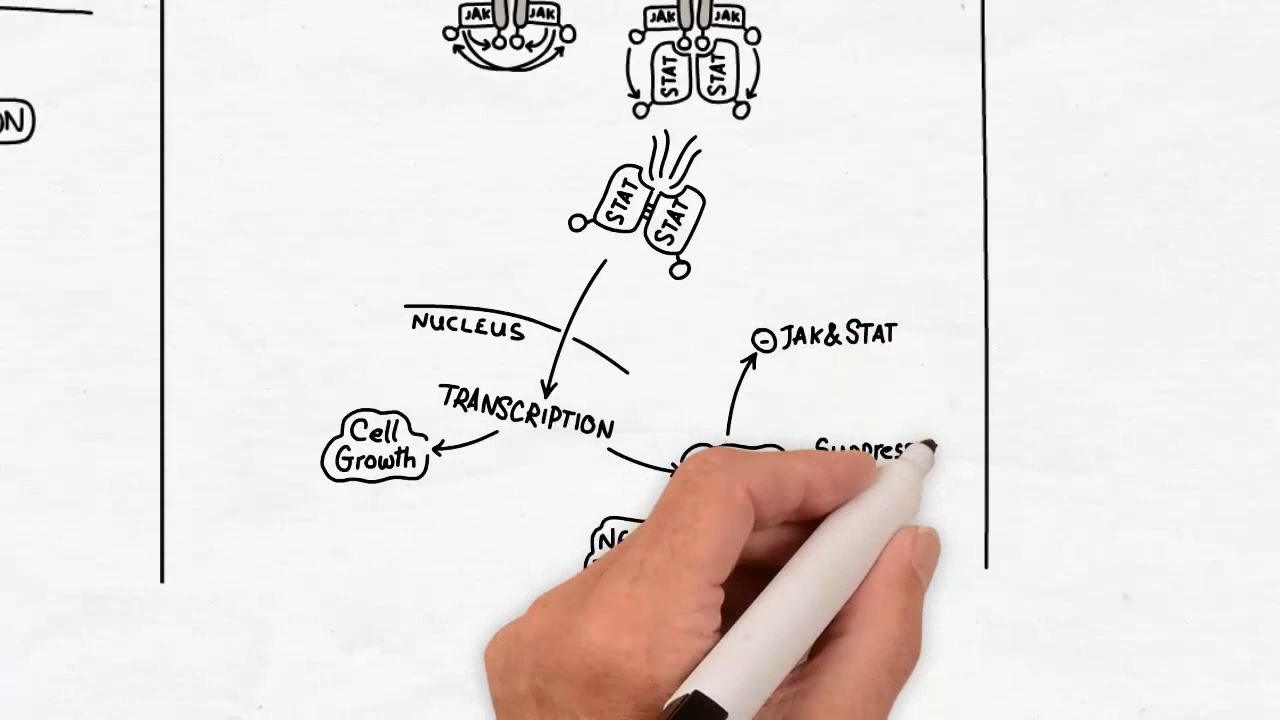 JAK JAK
JAK JAK
STAT STAT
ON
STAT STAT
NUCLEUS
JAK&STAT
TRANSCRIPTION
Cell
Growth